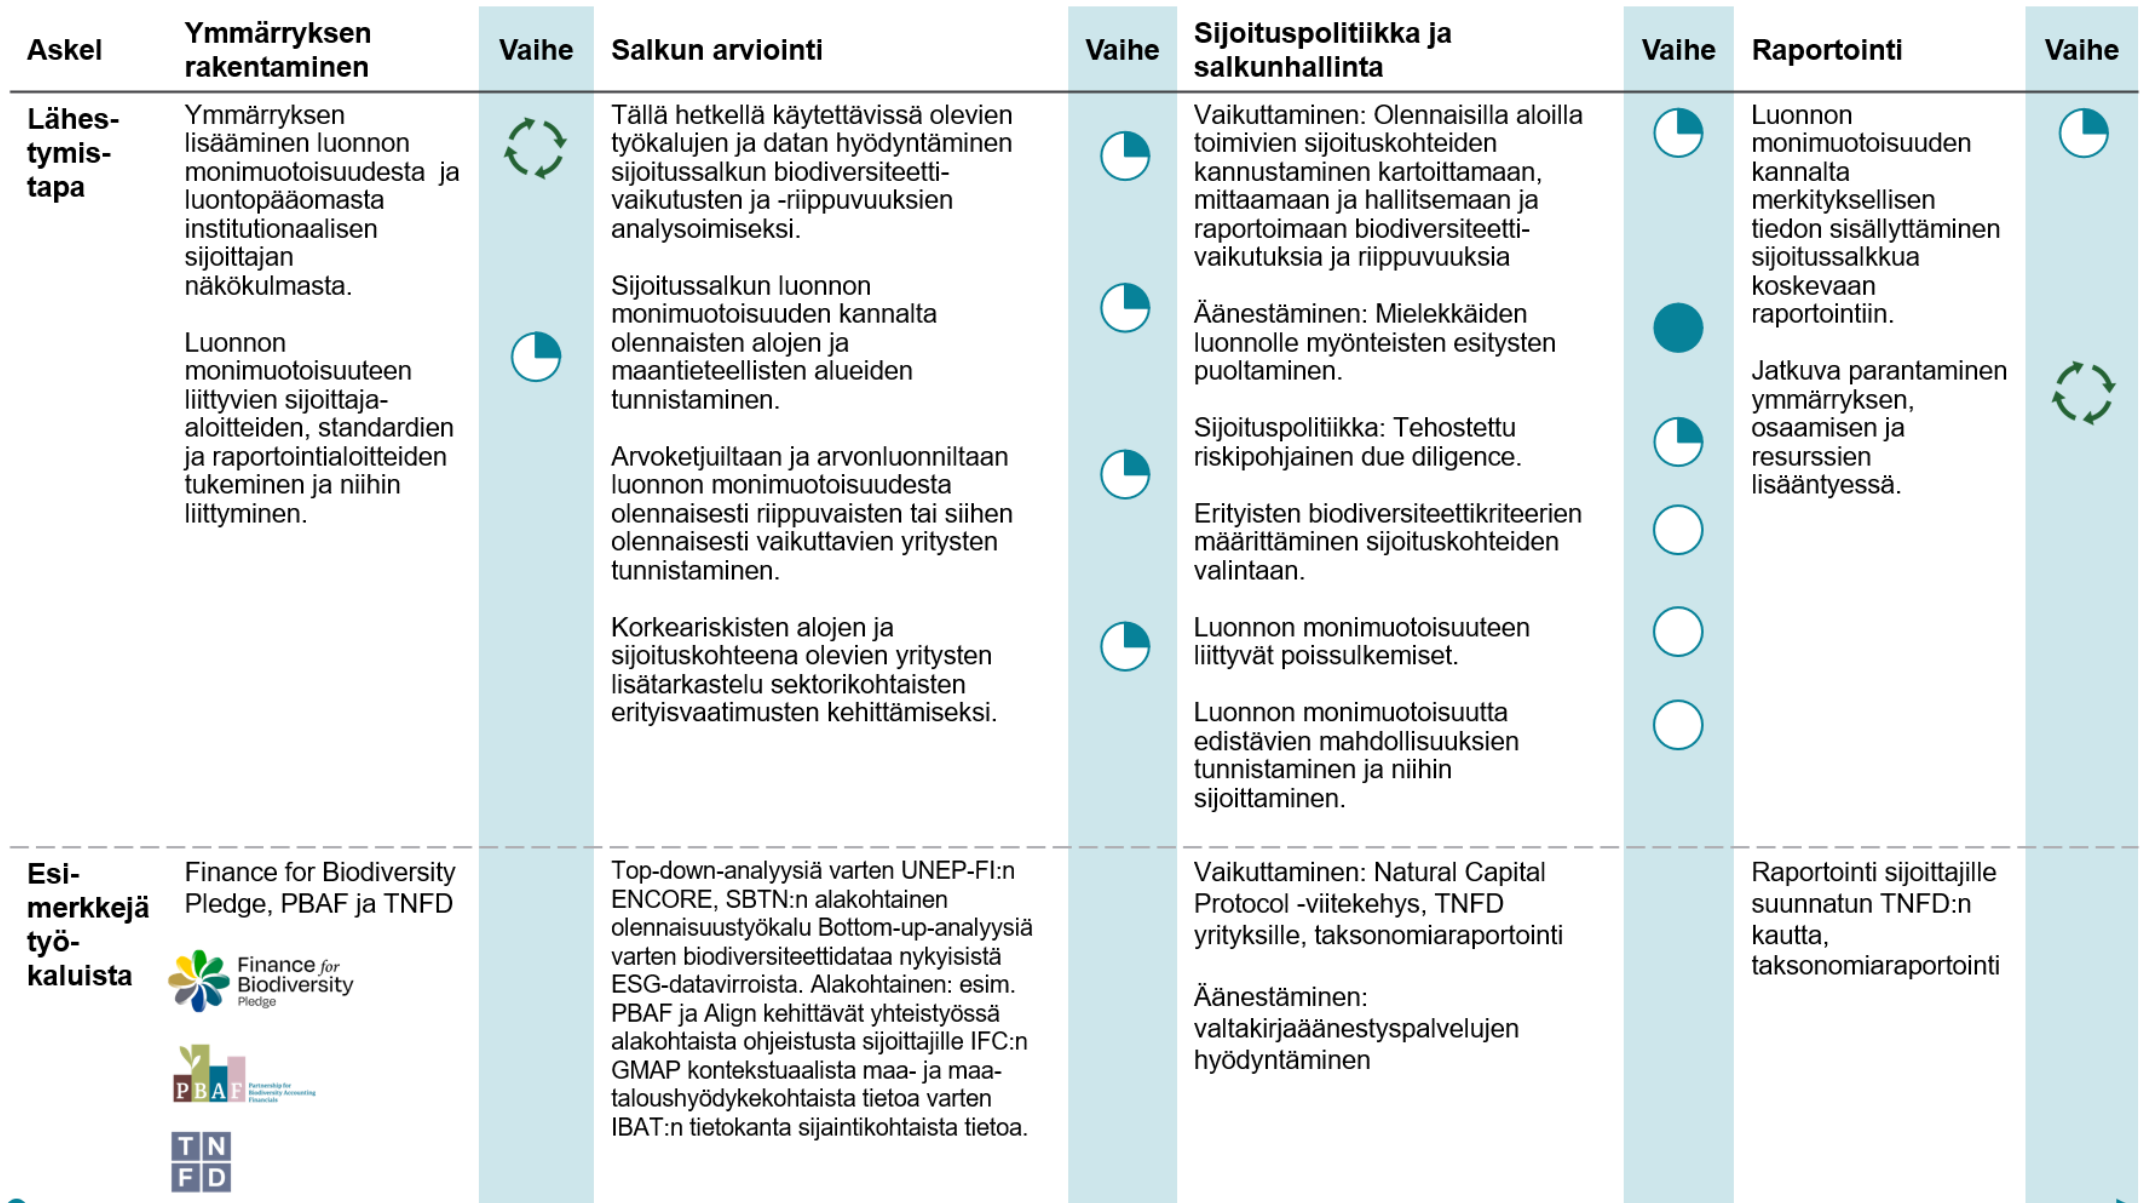 Askel
Ymmärryksen
rakentaminen
Vaihe
Salkun arviointi
Vaihe
Sijoituspolitiikka ja
salkunhallinta
Vaihe
Raportointi
Vaihe
Lähes-
tymis-
tapa
Ymmärryksen
lisääminen luonnon
monimuotoisuudesta ja
luontopääomasta
institutionaalisen
sijoittajan
näkökulmasta.
Luonnon
monimuotoisuuteen
liittyvien sijoittaja-
aloitteiden, standardien
ja raportointialoitteiden
tukeminen ja niihin
liittyminen.
Tällä hetkellä käytettävissä olevien
työkalujen ja datan hyödyntäminen
sijoitussalkun biodiversiteetti-
vaikutusten ja -riippuvuuksien
analysoimiseksi.
Sijoitussalkun luonnon
monimuotoisuuden kannalta
olennaisten alojen ja
maantieteellisten alueiden
tunnistaminen.
Arvoketjuiltaan ja arvonluonniltaan
luonnon monimuotoisuudesta
olennaisesti riippuvaisten tai siihen
olennaisesti vaikuttavien yritysten
tunnistaminen.
Korkeariskisten alojen ja
sijoituskohteena olevien yritysten
lisätarkastelu sektorikohtaisten
erityisvaatimusten kehittämiseksi.
Vaikuttaminen: Olennaisilla aloilla
toimivien sijoituskohteiden
kannustaminen kartoittamaan,
mittaamaan ja hallitsemaan ja
raportoimaan biodiversiteetti-
vaikutuksia ja riippuvuuksia
Äänestäminen: Mielekkäiden
luonnolle myönteisten esitysten
puoltaminen.
Sijoituspolitiikka: Tehostettu
riskipohjainen due diligence.
Erityisten biodiversiteettikriteerien
määrittäminen sijoituskohteiden
valintaan.
Luonnon monimuotoisuuteen
liittyvät poissulkemiset.
Luonnon monimuotoisuutta
edistävien mahdollisuuksien
tunnistaminen ja niihin
sijoittaminen.
Luonnon
monimuotoisuuden
kannalta
merkityksellisen
tiedon sisällyttäminen
sijoitussalkkua
koskevaan
raportointiin.
Jatkuva parantaminen
ymmärryksen,
osaamisen ja
resurssien
lisääntyessä.
Esi-
merkkejä
työ-
kaluista
Finance for Biodiversity
Pledge, PBAF ja TNFD
Finance for
Biodiversity
Pledge
PBAF
Partnership for
Biodiversity Accounting
Financials
TN
FD
Top-down-analyysiä varten UNEP-FI:n
ENCORE, SBTN:n alakohtainen
olennaisuustyökalu Bottom-up-analyysiä
varten biodiversiteettidataa nykyisistä
ESG-datavirroista. Alakohtainen: esim.
PBAF ja Align kehittävät yhteistyössä
alakohtaista ohjeistusta sijoittajille IFC:n
GMAP kontekstuaalista maa- ja maa-
taloushyödykekohtaista tietoa varten
IBAT:n tietokanta sijaintikohtaista tietoa.
Vaikuttaminen: Natural Capital
Protocol -viitekehys, TNFD
yrityksille, taksonomiaraportointi
Äänestäminen:
valtakirjaäänestyspalvelujen
hyödyntäminen
Raportointi sijoittajille
suunnatun TNFD:n
kautta,
taksonomiaraportointi